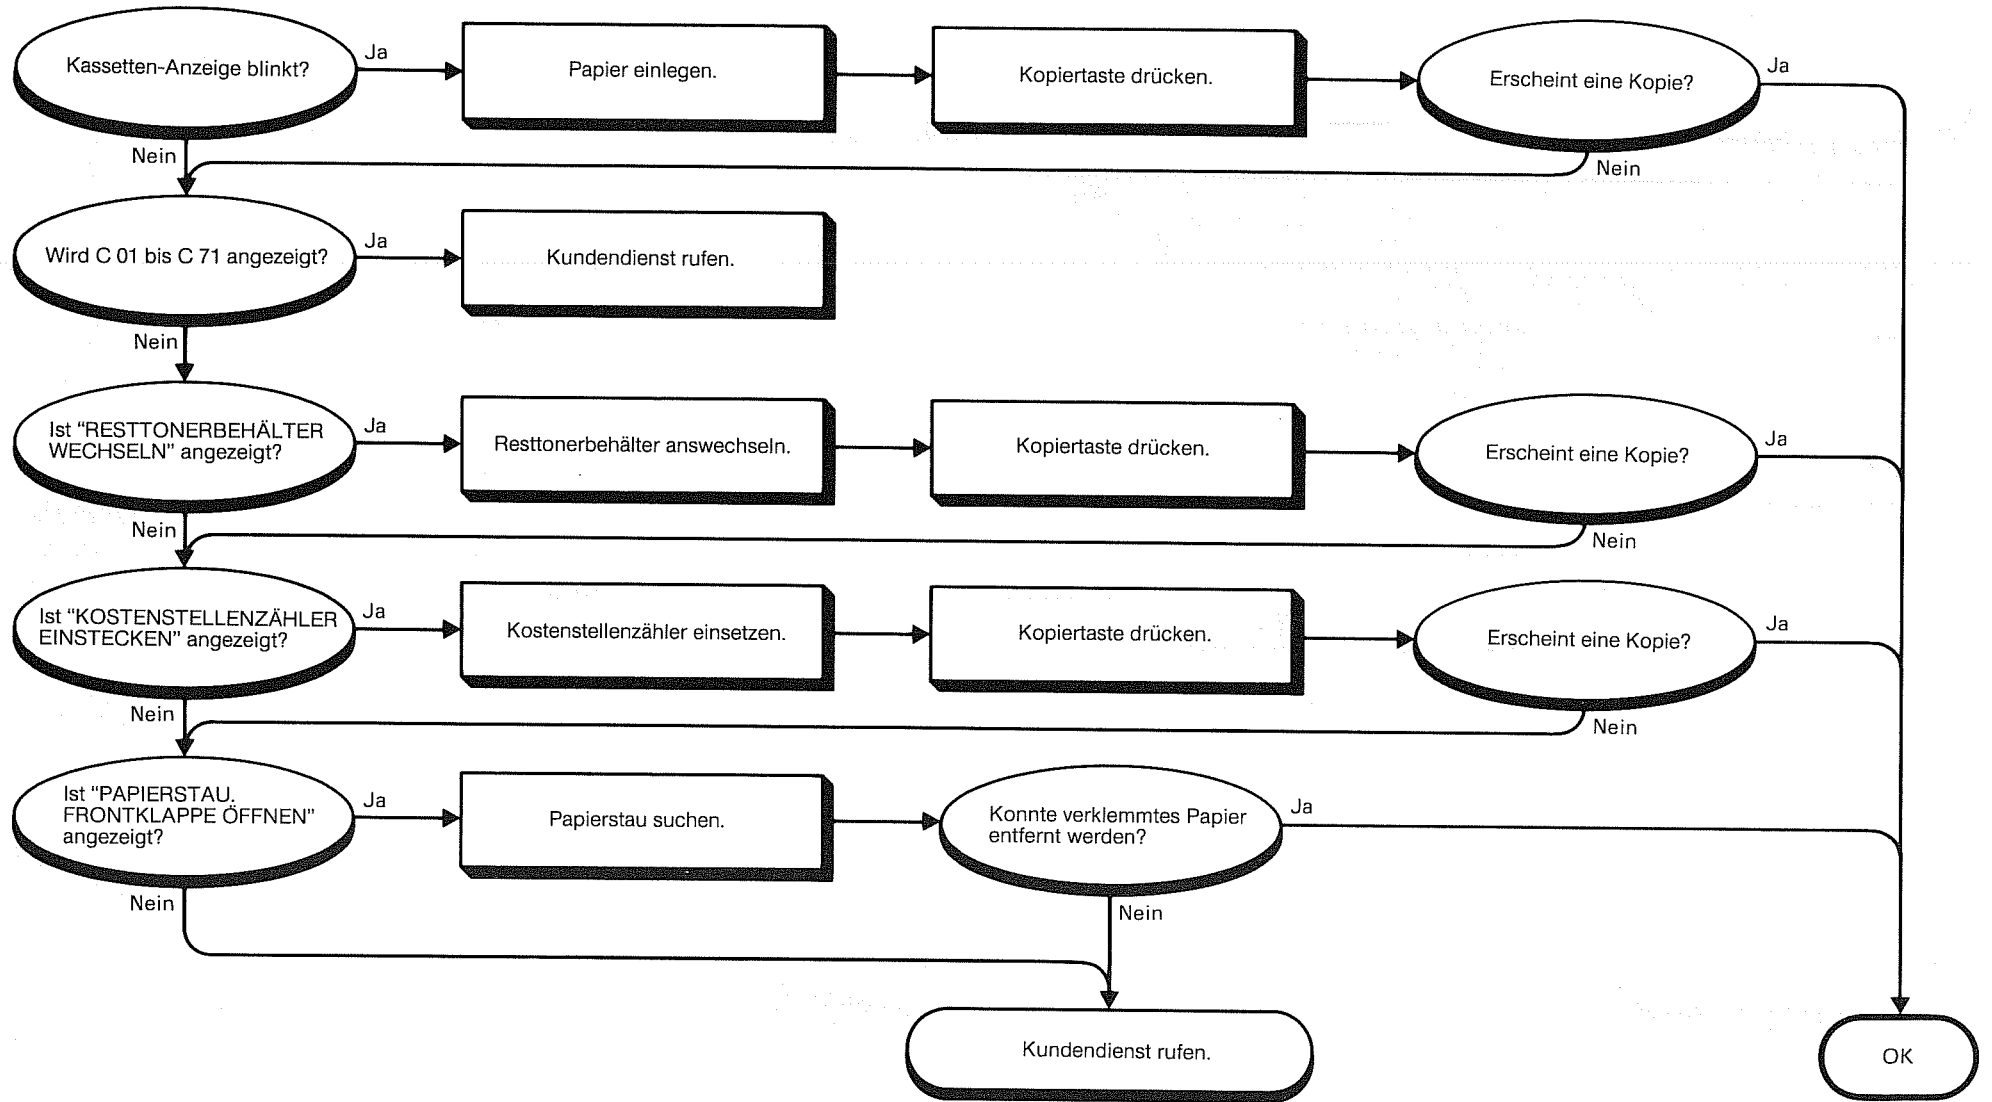 Kassetten-Anzeige blinkt?
Ja
Papier einlegen.
Kopiertaste drücken.
Erscheint eine Kopie?
Ja
Nein
Nein
Wird C 01 bis C 71 angezeigt?
Ja
Kundendienst rufen.
Nein
Ist “RESTTONERBEHÄLTER
WECHSELN” angezeigt?
Ja
Resttonerbehälter answechseln.
Kopiertaste drücken.
Erscheint eine Kopie?
Ja
Nein
Nein
Ist “KOSTENSTELLENZÄHLER
EINSTECKEN” angezeigt?
Ja
Kostenstellenzähler einsetzen.
Kopiertaste drücken.
Erscheint eine Kopie?
Ja
Nein
Nein
Ist “PAPIERSTAU.
FRONTKLAPPE ÖFFNEN”
angezeigt?
Ja
Papierstau suchen.
Konnte verklemmtes Papier
entfernt werden?
Ja
Nein
Nein
Kundendienst rufen.
OK